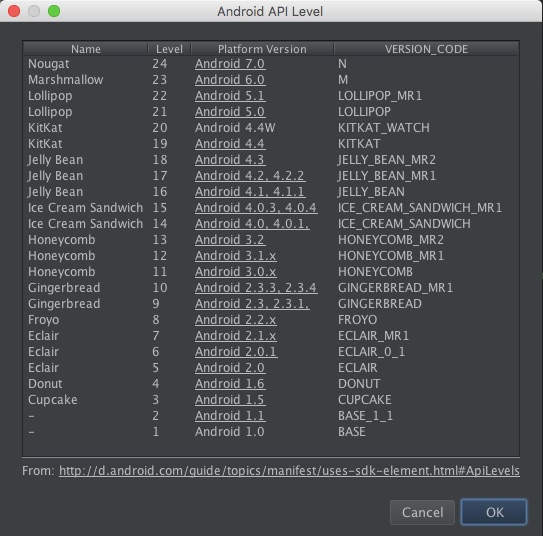 Android API Level
Name Level Platform Version VERSION_CODE
Nougat 24 Android 7.0 N
Marshmallow 23 Android 6.0 M
Lollipop 22 Android 5.1 LOLLIPOP_MR1
Lollipop 21 Android 5.0 LOLLIPOP
KitKat 20 Android 4.4W KITKAT_WATCH
KitKat 19 Android 4.4 KITKAT
Jelly Bean 18 Android 4.3 JELLY_BEAN_MR2
Jelly Bean 17 Android 4.2, 4.2.2 JELLY_BEAN_MR1
Jelly Bean 16 Android 4.1, 4.1.1 JELLY_BEAN
Ice Cream Sandwich 15 Android 4.0.3, 4.0.4 ICE_CREAM_SANDWICH_MR1
Ice Cream Sandwich 14 Android 4.0, 4.0.1, ICE_CREAM_SANDWICH
Honeycomb 13 Android 3.2 HONEYCOMB_MR2
Honeycomb 12 Android 3.1.x HONEYCOMB_MR1
Honeycomb 11 Android 3.0.x HONEYCOMB
Gingerbread 10 Android 2.3.3, 2.3.4 GINGERBREAD_MR1
Gingerbread 9 Android 2.3, 2.3.1, GINGERBREAD
Froyo 8 Android 2.2.x FROYO
Eclair 7 Android 2.1.x ECLAIR_MR1
Eclair 6 Android 2.0.1 ECLAIR_0_1
Eclair 5 Android 2.0 ECLAIR
Donut 4 Android 1.6 DONUT
Cupcake 3 Android 1.5 CUPCAKE
- 2 Android 1.1 BASE_1_1
- 1 Android 1.0 BASE
From: http://d.android.com/guide/topics/manifest/uses-sdk-element.html#ApiLevels
Cancel OK